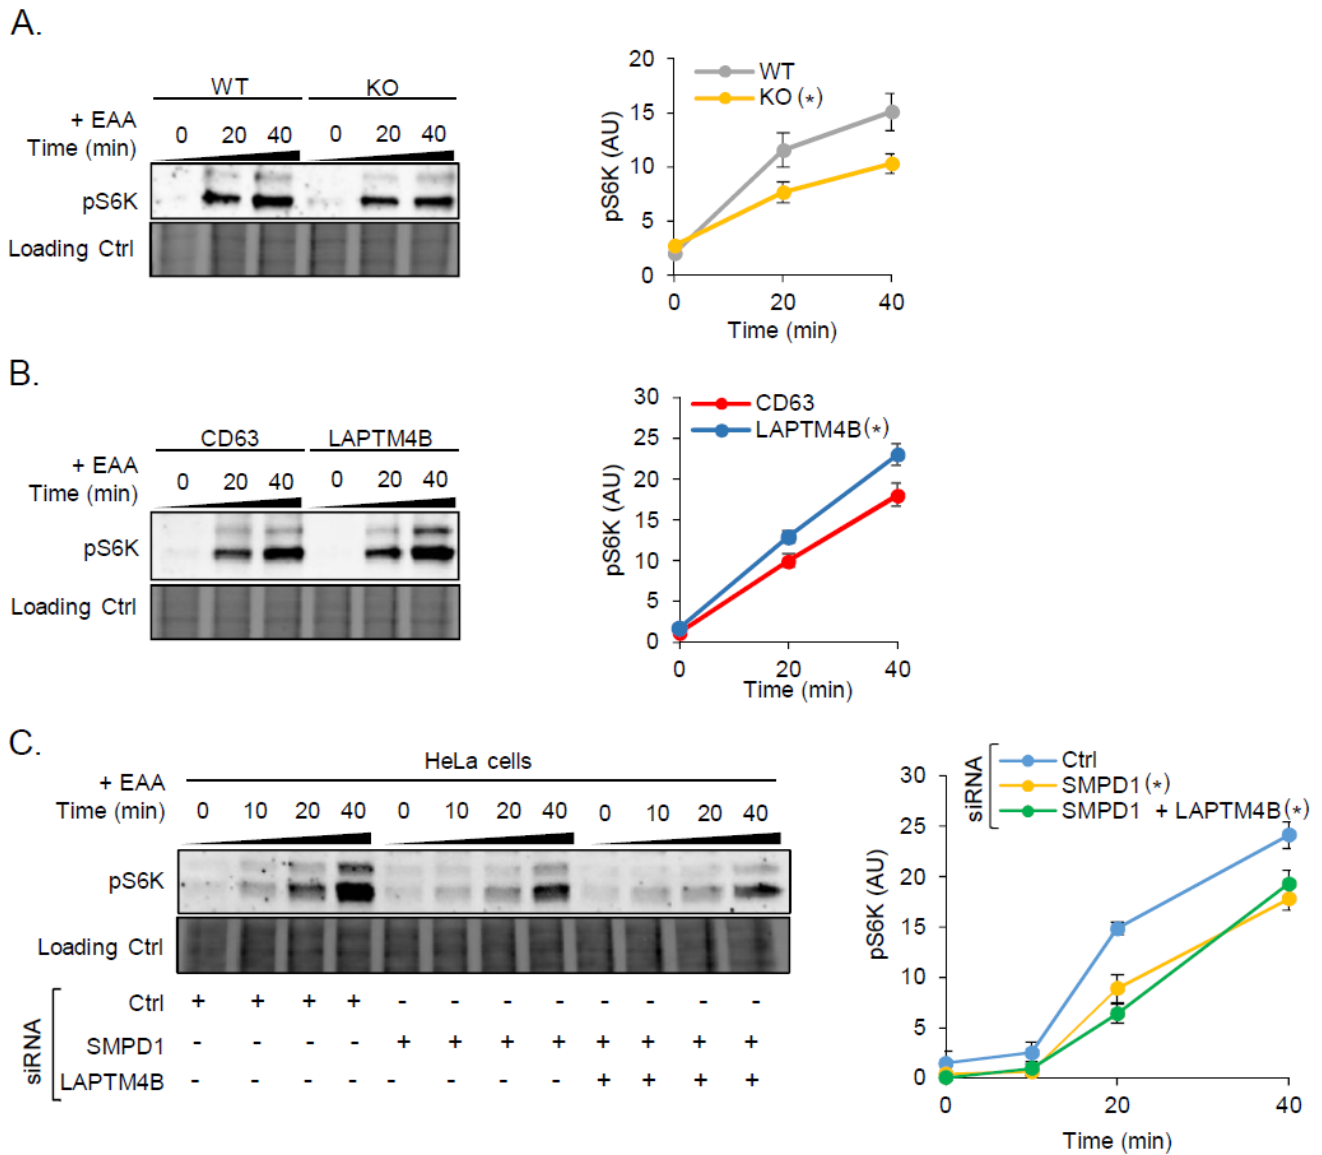 A.
WT KO
+ EAA
Time (min) 0 20 40 0 20 40
pS6K
Loading Ctrl
20
15
10
5
0
pS6K (AU)
WT
KO (*)
0 20 40
Time (min)
B.
CD63 LAPTM4B
+ EAA
Time (min) 0 20 40 0 20 40
pS6K
Loading Ctrl
30
25
20
15
10
5
0
pS6K (AU)
CD63
LAPTM4B (*)
0 20 40
Time (min)
C.
HeLa cells
+ EAA
Time (min) 0 10 20 40 0 10 20 40 0 10 20 40
pS6K
Loading Ctrl
siRNA
Ctrl + + + + - - - - - - - -
SMPD1 - - - - + + + + + + + +
LAPTM4B - - - - - - - - + + + +
siRNA
Ctrl
SMPD1 (*)
SMPD1 + LAPTM4B (*)
30
25
20
15
10
5
0
pS6K (AU)
0 20 40
Time (min)